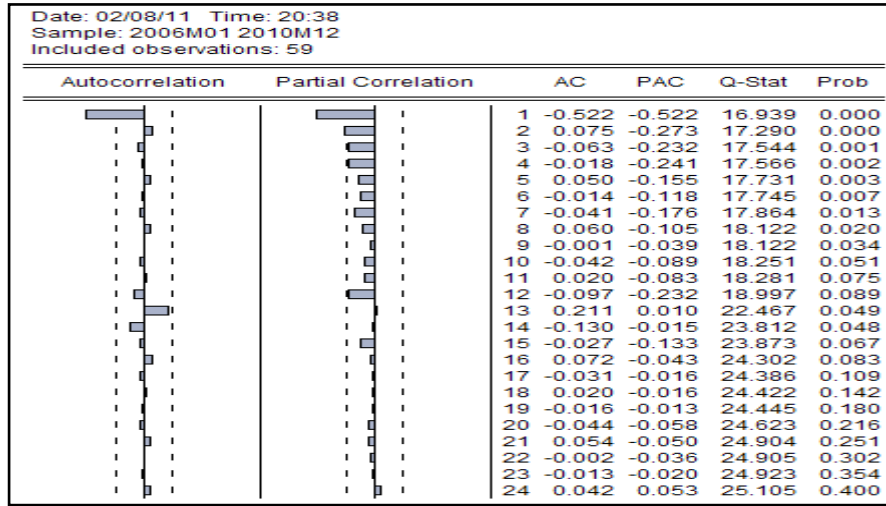 Date: 02/08/11 Time: 20:38
Sample: 2006M01 2010M12
Included observations: 59
Autocorrelation Partial Correlation AC PAC Q-Stat Prob
1 -0.522 -0.522 16.939 0.000
2 0.075 -0.273 17.290 0.000
3 -0.063 -0.232 17.544 0.001
4 -0.018 -0.241 17.566 0.002
5 0.050 -0.155 17.731 0.003
6 -0.014 -0.118 17.745 0.007
7 -0.041 -0.176 17.864 0.013
8 0.060 -0.105 18.122 0.020
9 -0.001 -0.039 18.122 0.034
10 -0.042 -0.089 18.251 0.051
11 0.020 -0.083 18.281 0.075
12 -0.097 -0.232 18.997 0.089
13 0.211 0.010 22.467 0.049
14 -0.130 -0.015 23.812 0.048
15 -0.027 -0.133 23.873 0.067
16 0.072 -0.043 24.302 0.083
17 -0.031 -0.016 24.386 0.109
18 0.020 -0.016 24.422 0.142
19 -0.016 -0.013 24.445 0.180
20 -0.044 -0.058 24.623 0.216
21 0.054 -0.050 24.904 0.251
22 -0.002 -0.036 24.905 0.302
23 -0.013 -0.020 24.923 0.354
24 0.042 0.053 25.105 0.400